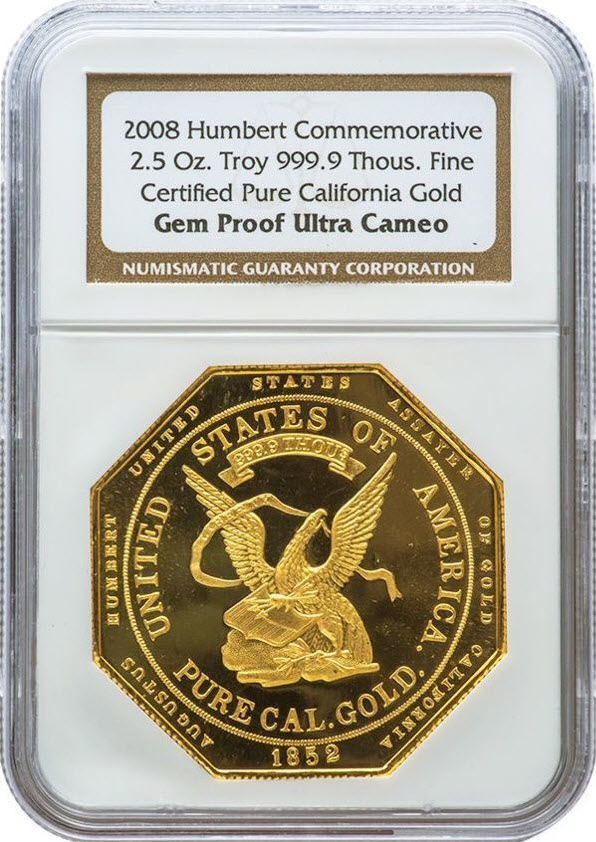 2008 Humbert Commemorative
2.5 Oz. Troy 999.9 Thous. Fine
Certified Pure California Gold
Gem Proof Ultra Cameo
NUMISMATIC GUARANTY CORPORATION
AUGUSTUS HUMBERT UNITED STATES ASSAYER OF GOLD CALIFORNIA
1852
UNITED STATES OF AMERICA.
999.9 THOUS
PURE CAL.GOLD.